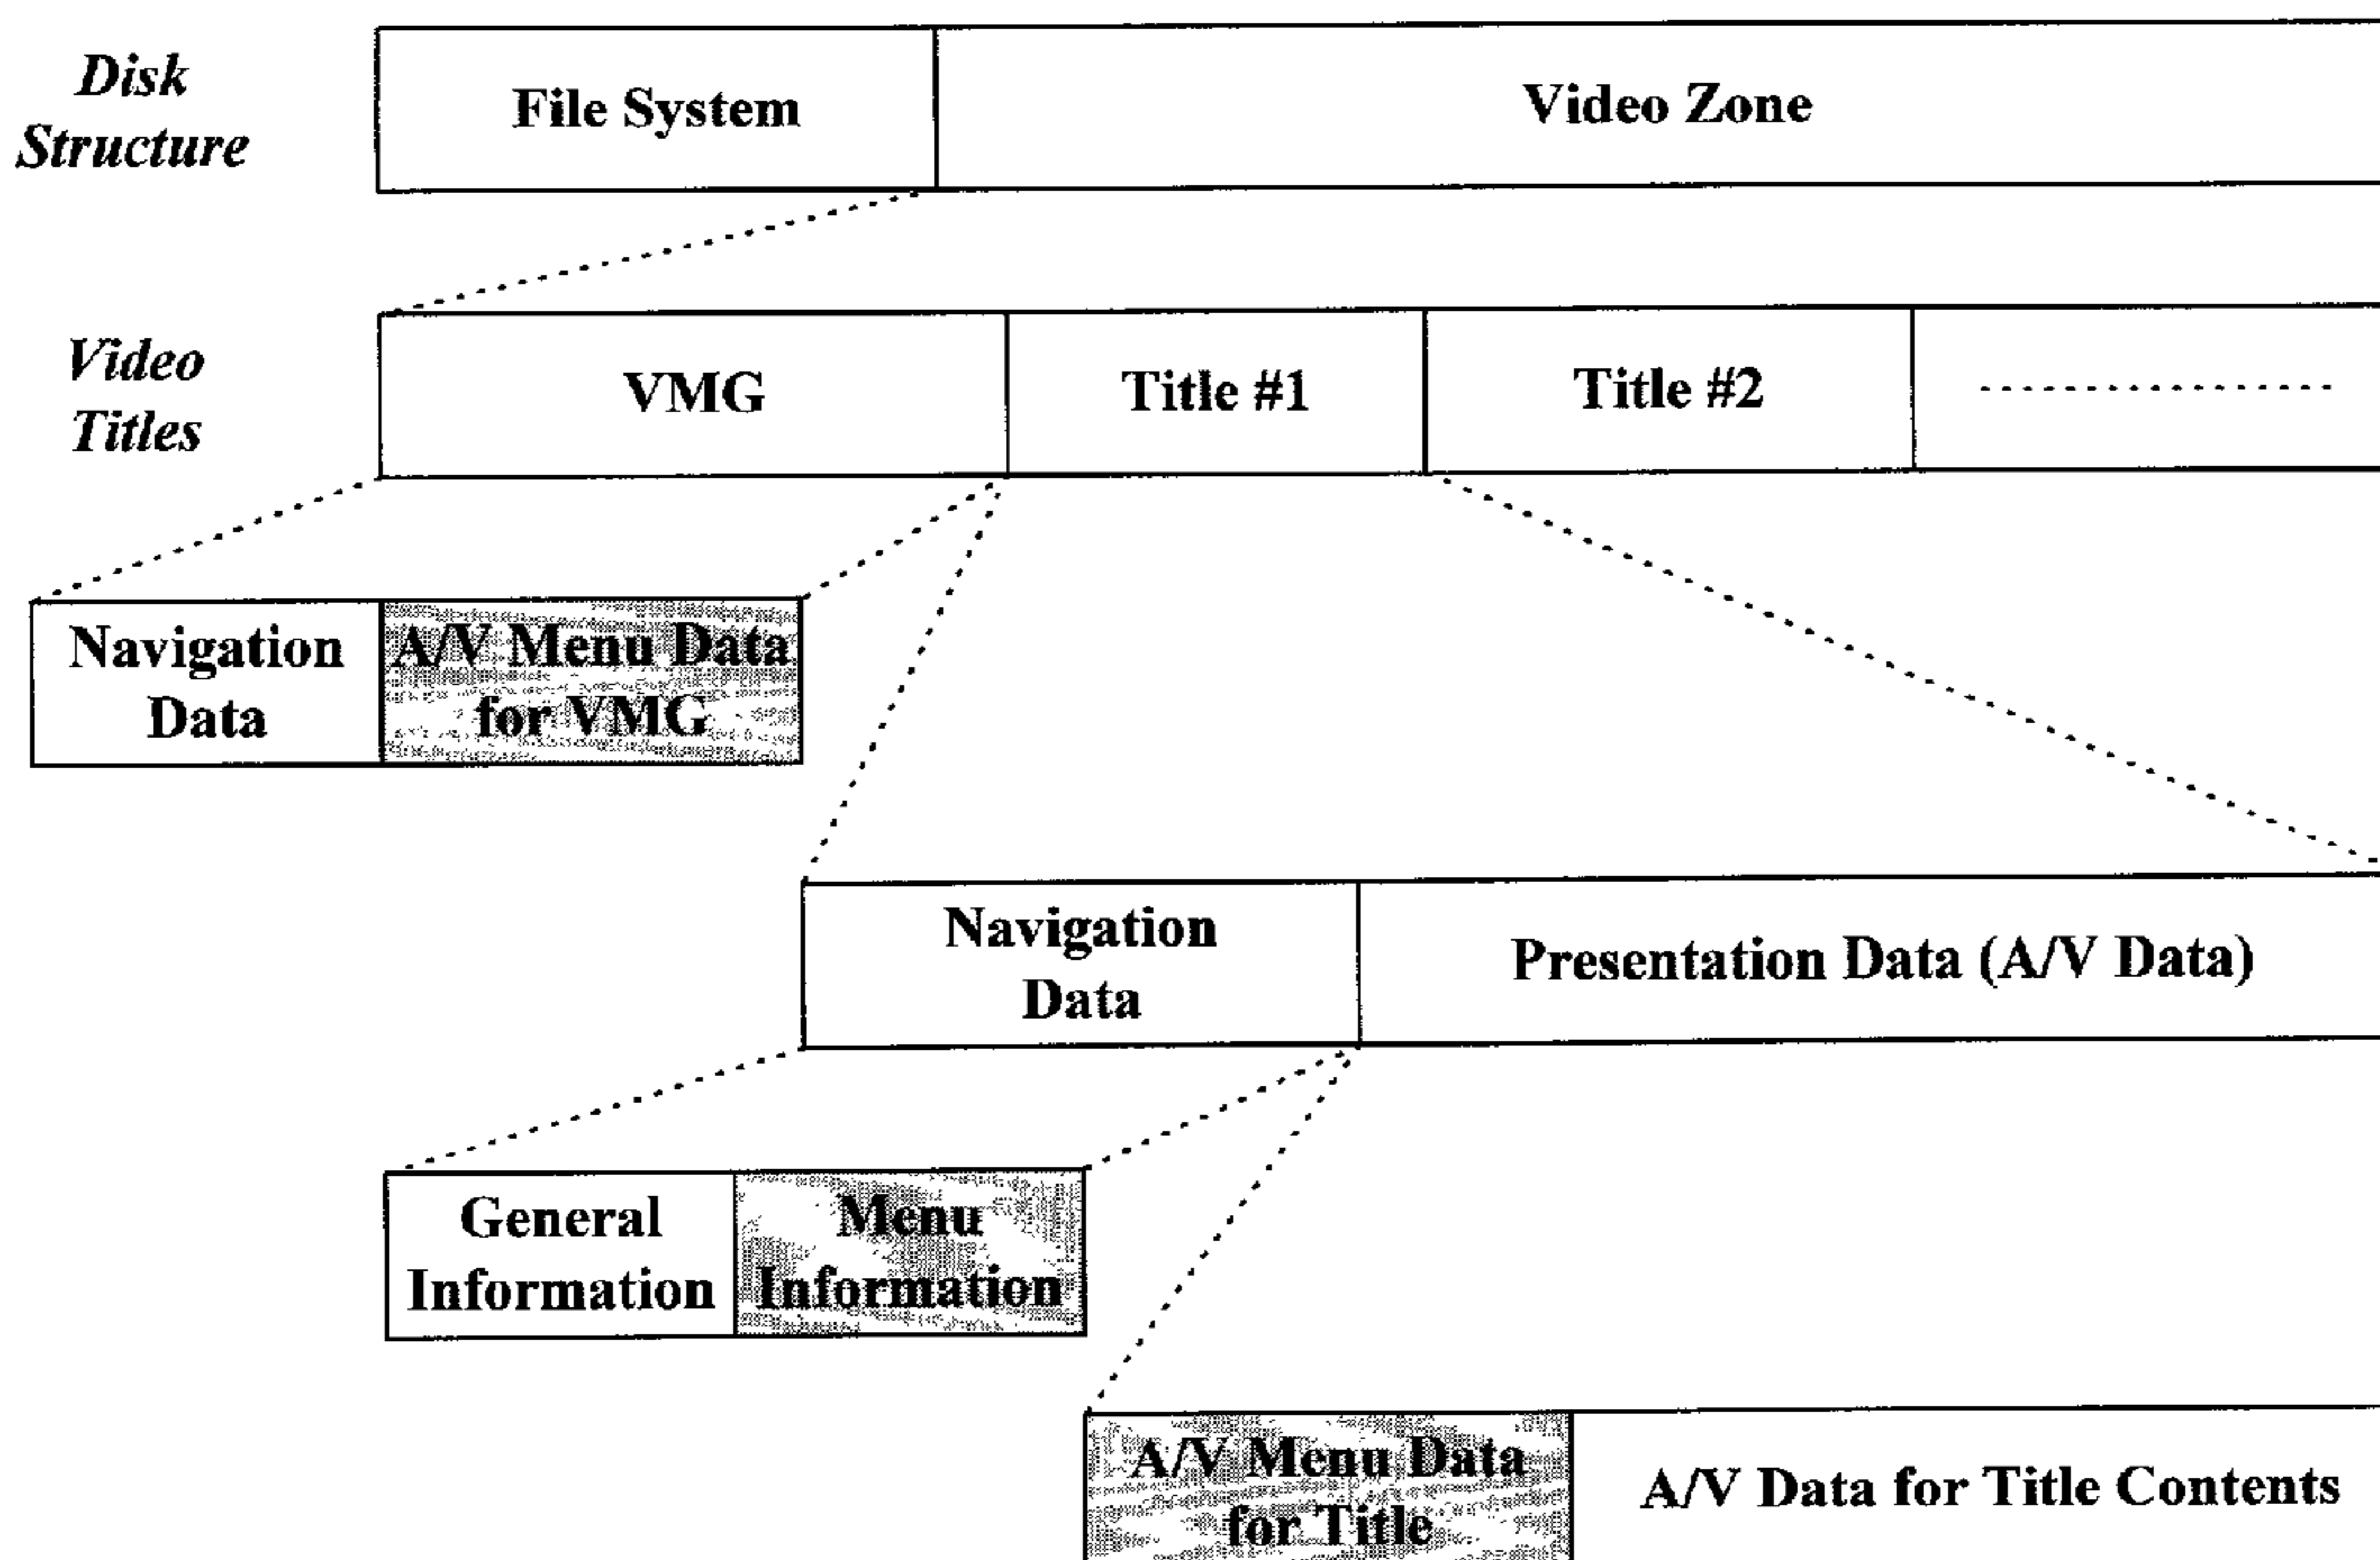 Disk
Structure
File System
Video Zone
Video
Titles
VMG
Title #1
Title #2
Navigation
Data
A/V Menu Data
for VMG
Navigation
Data
Presentation Data (A/V Data)
General
Information
Menu
Information
A/V Menu Data
for Title
A/V Data for Title Contents